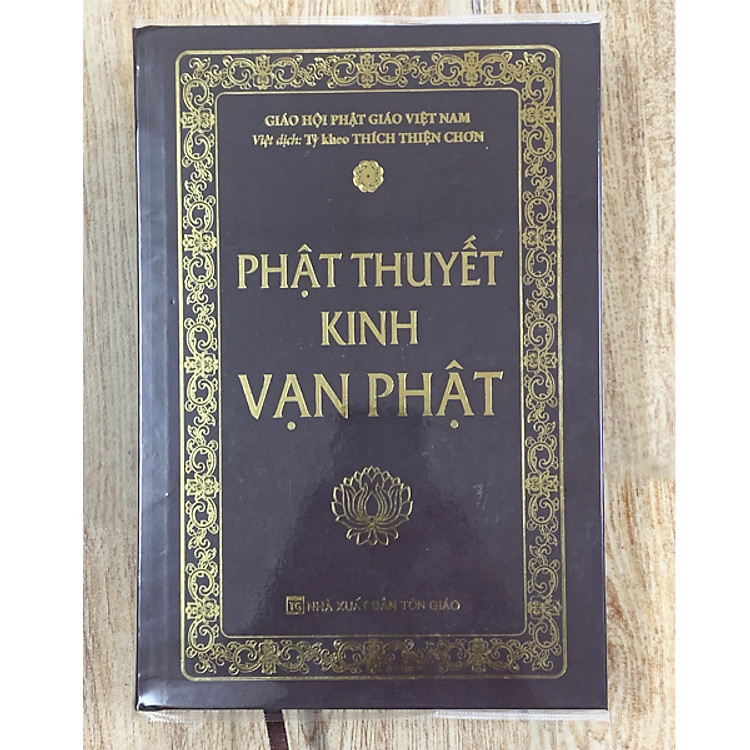 GIÁO HỘI PHẬT GIÁO VIỆT NAM
Việt dịch: Tỳ kheo THÍCH THIỆN CHƠN
PHẬT THUYẾT
KINH
VẠN PHẬT
TG NHÀ XUẤT BẢN TÔN GIÁO